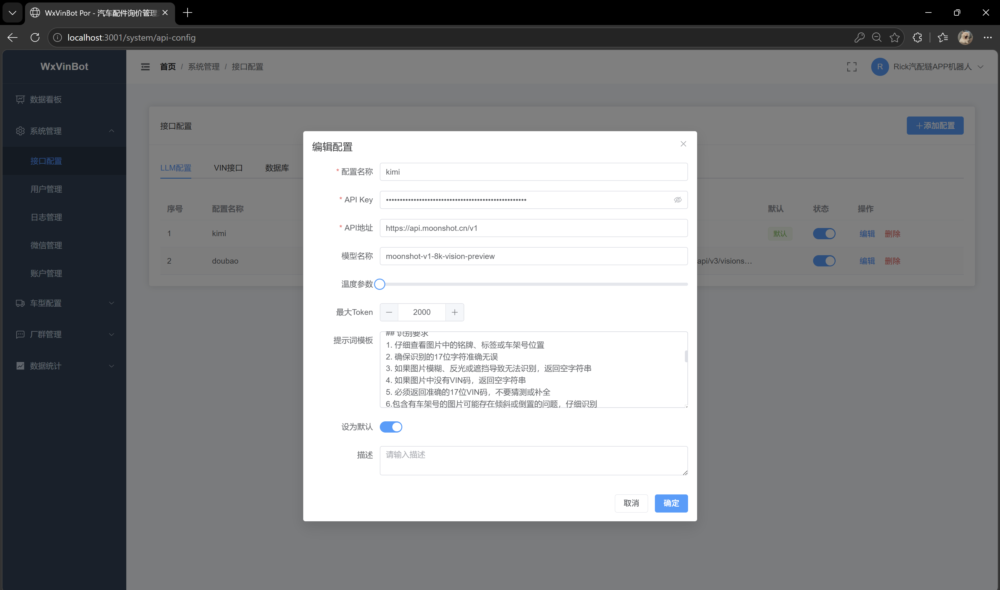 WxVinBot Por - 汽车配件询价管理
localhost:3001/system/api-config
WxVinBot
首页 / 系统管理 / 接口配置
R Rick汽配链APP机器人
数据看板
系统管理
接口配置
用户管理
日志管理
微信管理
账户管理
车型配置
厂群管理
数据统计
接口配置
添加配置
LLM配置 VIN接口 数据库
序号 配置名称 默认 状态 操作
1 kimi 默认 编辑 删除
2 doubao api/v3/visions... 编辑 删除
编辑配置
* 配置名称 kimi
* API Key ••••••••••••••••••••••••••••••••••••••••••••••••••••
* API地址 https://api.moonshot.cn/v1
模型名称 moonshot-v1-8k-vision-preview
温度参数
最大Token 2000
提示词模板
## 识别要求
1. 仔细查看图片中的铭牌、标签或车架号位置
2. 确保识别的17位字符准确无误
3. 如果图片模糊、反光或遮挡导致无法识别，返回空字符串
4. 如果图片中没有VIN码，返回空字符串
5. 必须返回准确的17位VIN码，不要猜测或补全
6.包含有车架号的图片可能存在倾斜或倒置的问题，仔细识别
设为默认
描述 请输入描述
取消 确定